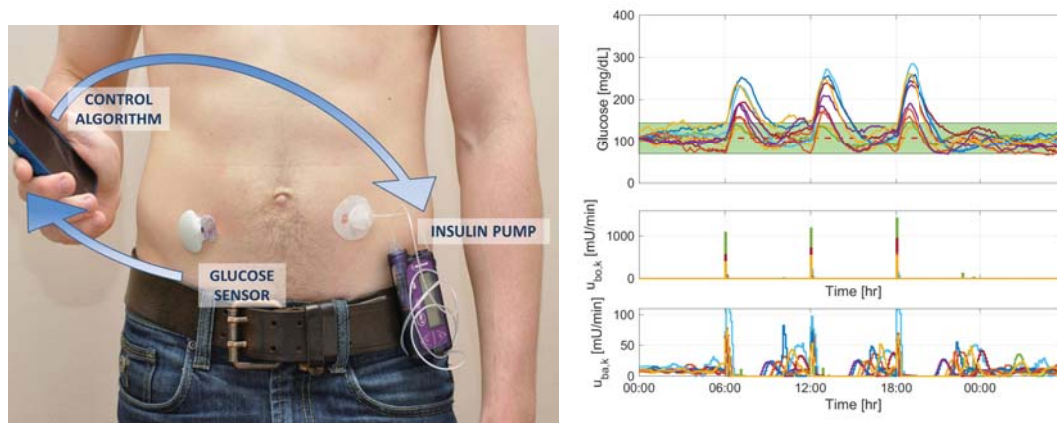 CONTROL
ALGORITHM
GLUCOSE
SENSOR
INSULIN PUMP
Glucose [mg/dL]
400
300
200
100
0
u_bo,k [mU/min]
1000
0
Time [hr]
u_ba,k [mU/min]
100
50
0
00:00 06:00 12:00 18:00 00:00
Time [hr]